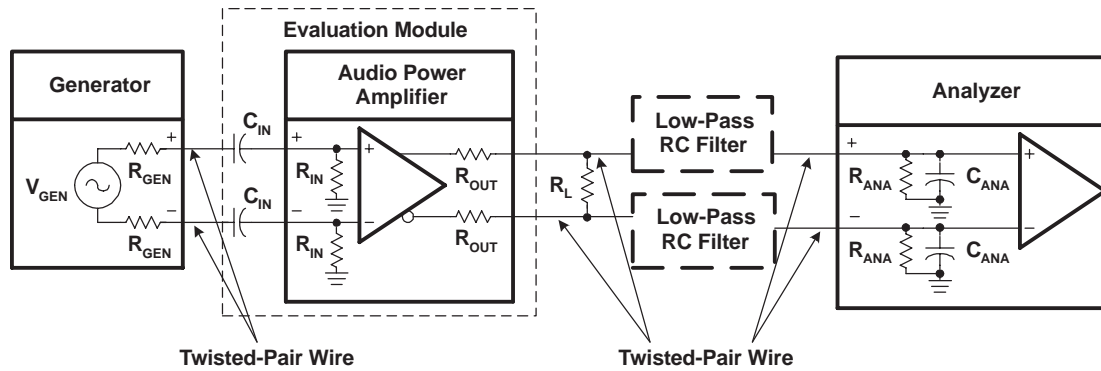 Evaluation Module
Generator
Audio Power
Amplifier
Analyzer
Low-Pass
RC Filter
C_IN
+
+
+
+
+
R_GEN
R_IN
R_OUT
R_L
R_ANA
C_ANA
V_GEN
C_IN
Low-Pass
RC Filter
−
−
−
−
−
R_GEN
R_IN
R_OUT
R_ANA
C_ANA
Twisted-Pair Wire
Twisted-Pair Wire